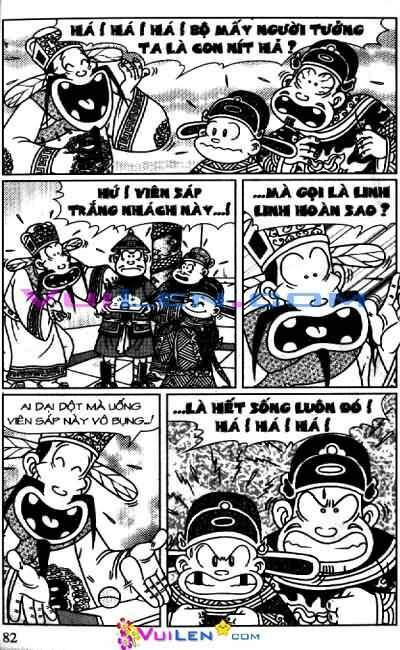 HÁ! HÁ! HÁ! BỘ MẤY NGƯỜI TƯỞNG
TA LÀ CON NÍT HẢ?
HỨ! VIÊN SÁP
TRẮNG NHÁCH NÀY...!
...MÀ GỌI LÀ LINH
LINH HOÀN SAO?
VUILEN.COM
AI DẠI DỘT MÀ UỐNG
VIÊN SÁP NÀY VÔ BỤNG...!
...LÀ HẾT SỐNG LUÔN ĐÓ!
HÁ! HÁ! HÁ!
82
VUILEN.COM